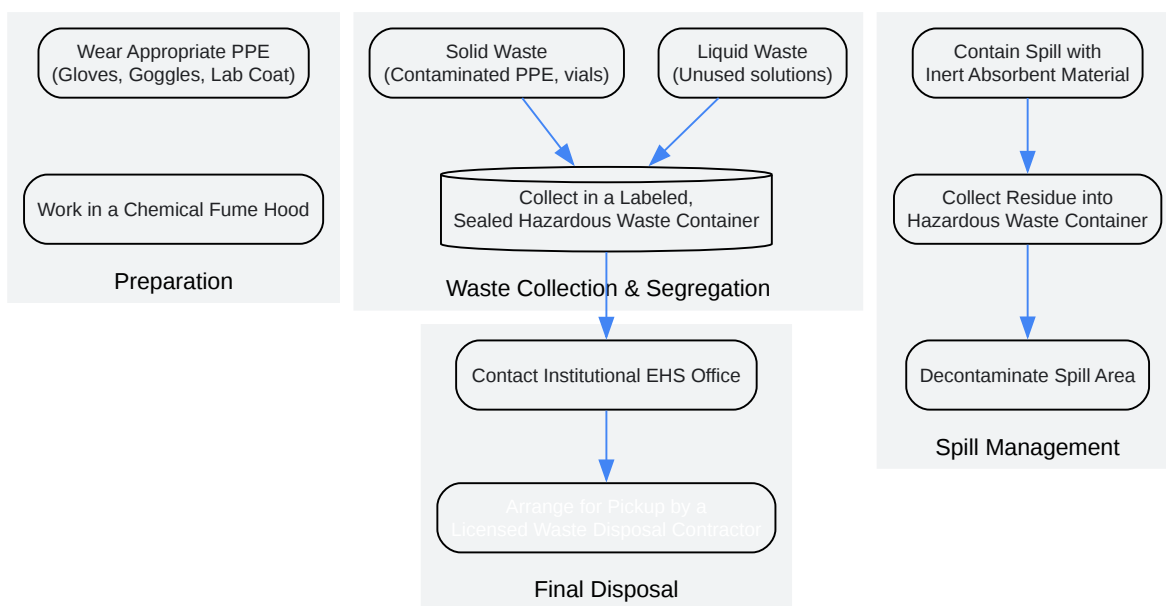 Wear Appropriate PPE
(Gloves, Goggles, Lab Coat)
Work in a Chemical Fume Hood
Preparation
Solid Waste
(Contaminated PPE, vials)
Liquid Waste
(Unused solutions)
Collect in a Labeled,
Sealed Hazardous Waste Container
Waste Collection & Segregation
Contact Institutional EHS Office
Arrange for Pickup by a
Licensed Waste Disposal Contractor
Final Disposal
Contain Spill with
Inert Absorbent Material
Collect Residue into
Hazardous Waste Container
Decontaminate Spill Area
Spill Management